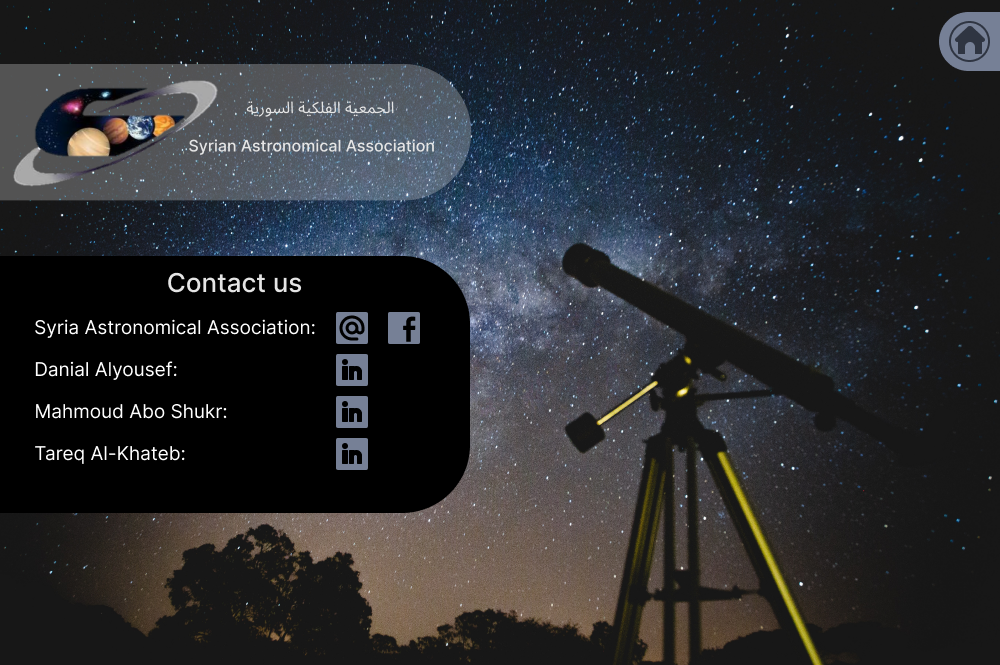 الجمعية الفلكية السورية
Syrian Astronomical Association
Contact us
Syria Astronomical Association:
Danial Alyousef:
Mahmoud Abo Shukr:
Tareq Al-Khateb: